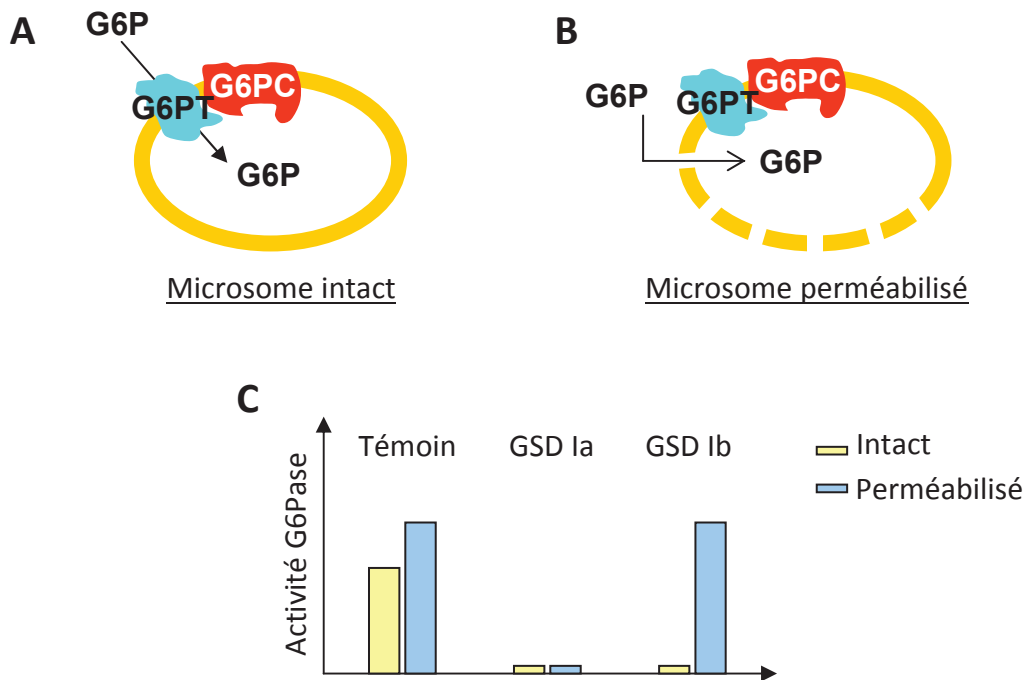 A
G6P
G6PT
G6PC
G6P
Microsome intact
B
G6P
G6PT
G6PC
G6P
Microsome perméabilisé
C
Activité G6Pase
Témoin
GSD Ia
GSD Ib
Intact
Perméabilisé